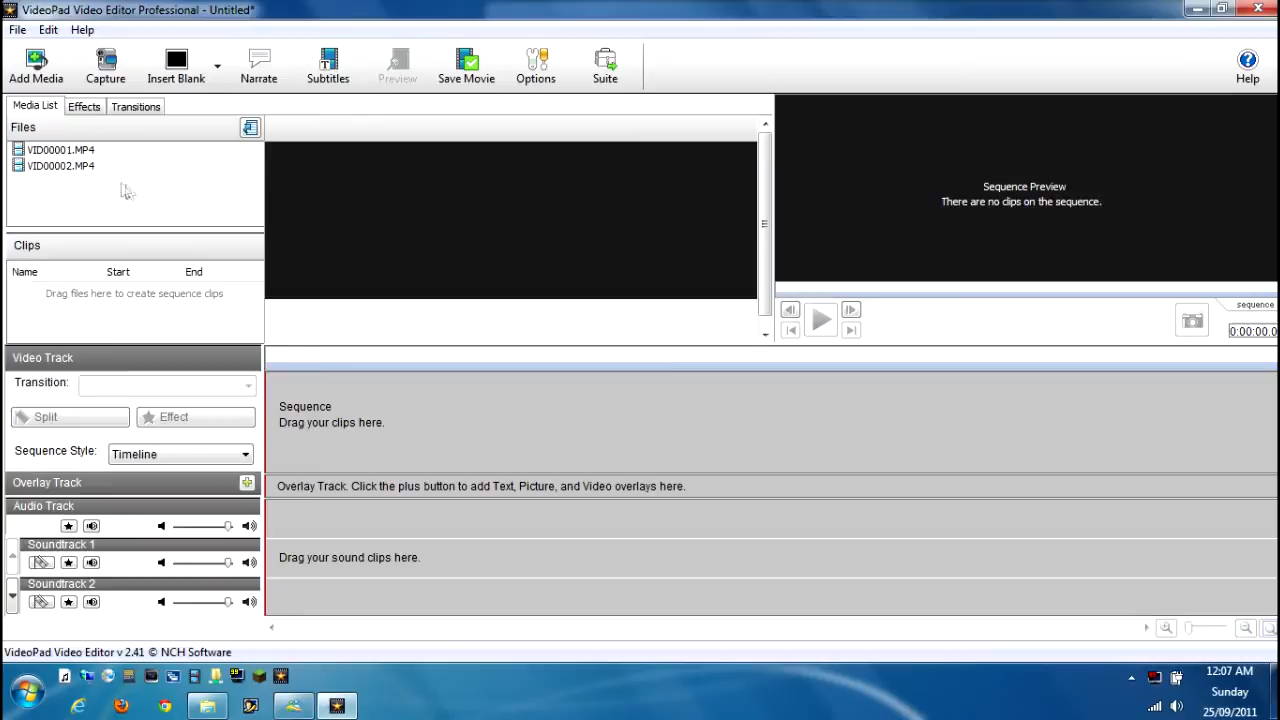 VideoPad Video Editor Professional - Untitled*
File Edit Help
Add Media Capture Insert Blank Narrate Subtitles Preview Save Movie Options Suite Help
Media List Effects Transitions
Files
VID00001.MP4
VID00002.MP4
Sequence Preview
There are no clips on the sequence.
Clips
Name Start End
Drag files here to create sequence clips
sequence
0:00:00.0
Video Track
Transition:
Split Effect
Sequence
Drag your clips here.
Sequence Style: Timeline
Overlay Track
Overlay Track. Click the plus button to add Text, Picture, and Video overlays here.
Audio Track
Soundtrack 1
Drag your sound clips here.
Soundtrack 2
VideoPad Video Editor v 2.41 © NCH Software
12:07 AM
Sunday
25/09/2011